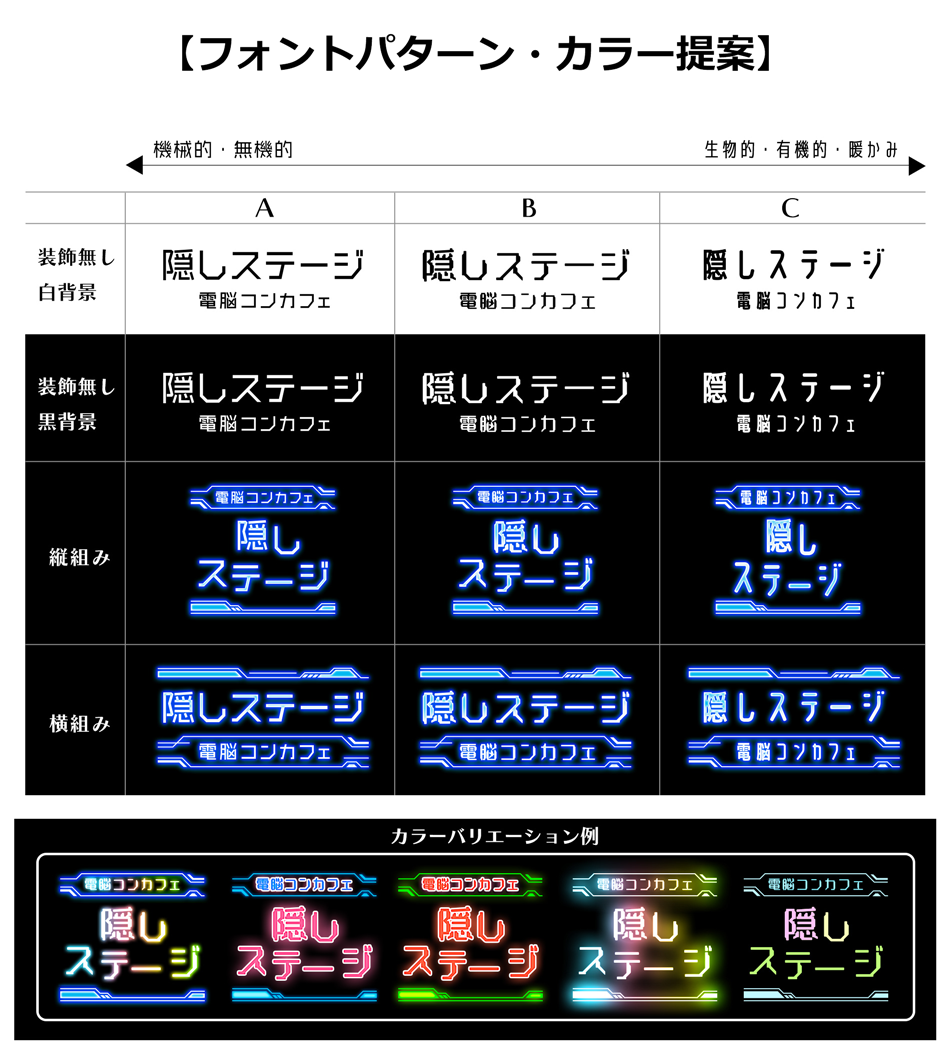 【フォントパターン・カラー提案】
機械的・無機的
生物的・有機的・暖かみ
A
B
C
装飾無し
白背景
隠しステージ
電脳コンカフェ
隠しステージ
電脳コンカフェ
隠しステージ
電脳コンカフェ
装飾無し
黒背景
隠しステージ
電脳コンカフェ
隠しステージ
電脳コンカフェ
隠しステージ
電脳コンカフェ
縦組み
電脳コンカフェ
隠し
ステージ
電脳コンカフェ
隠し
ステージ
電脳コンカフェ
隠し
ステージ
横組み
隠しステージ
電脳コンカフェ
隠しステージ
電脳コンカフェ
隠しステージ
電脳コンカフェ
カラーバリエーション例
電脳コンカフェ
隠し
ステージ
電脳コンカフェ
隠し
ステージ
電脳コンカフェ
隠し
ステージ
電脳コンカフェ
隠し
ステージ
電脳コンカフェ
隠し
ステージ